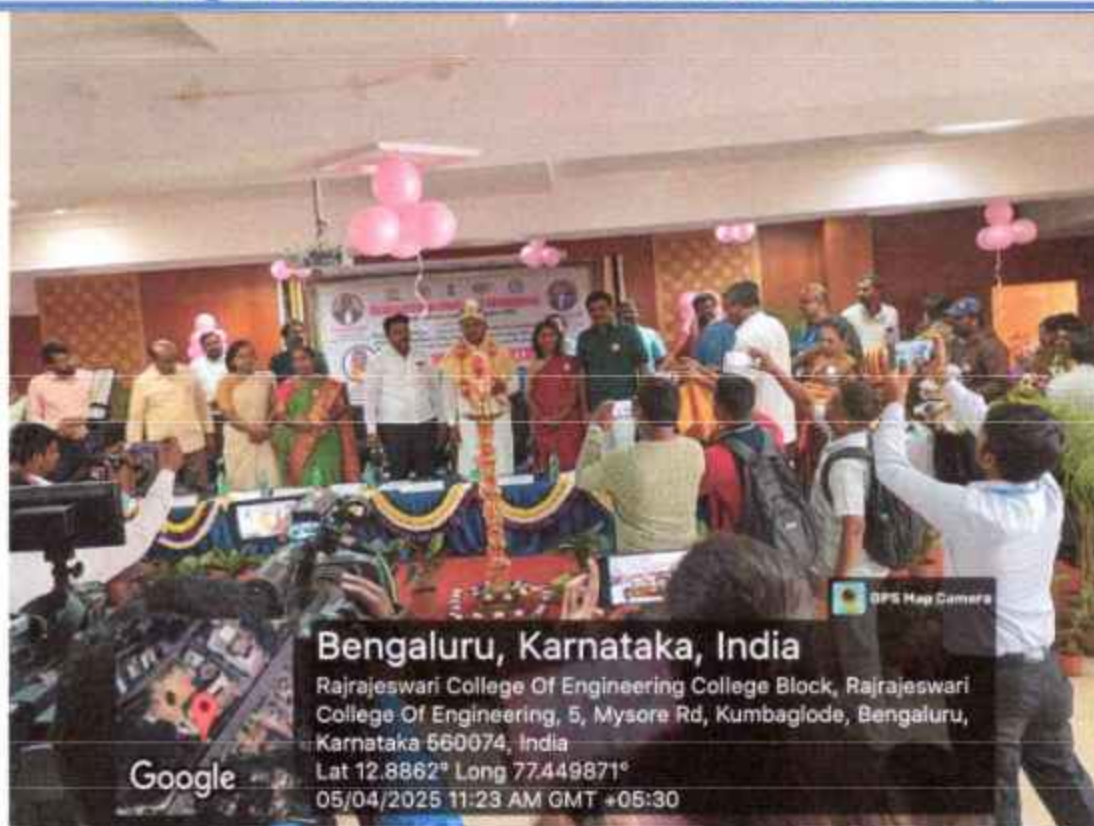 GPS Map Camera
Bengaluru, Karnataka, India
Rajrajeswari College Of Engineering College Block, Rajrajeswari
College Of Engineering, 5, Mysore Rd, Kumbaglode, Bengaluru,
Karnataka 560074, India
Lat 12.8862° Long 77.449871°
05/04/2025 11:23 AM GMT +05:30
Google